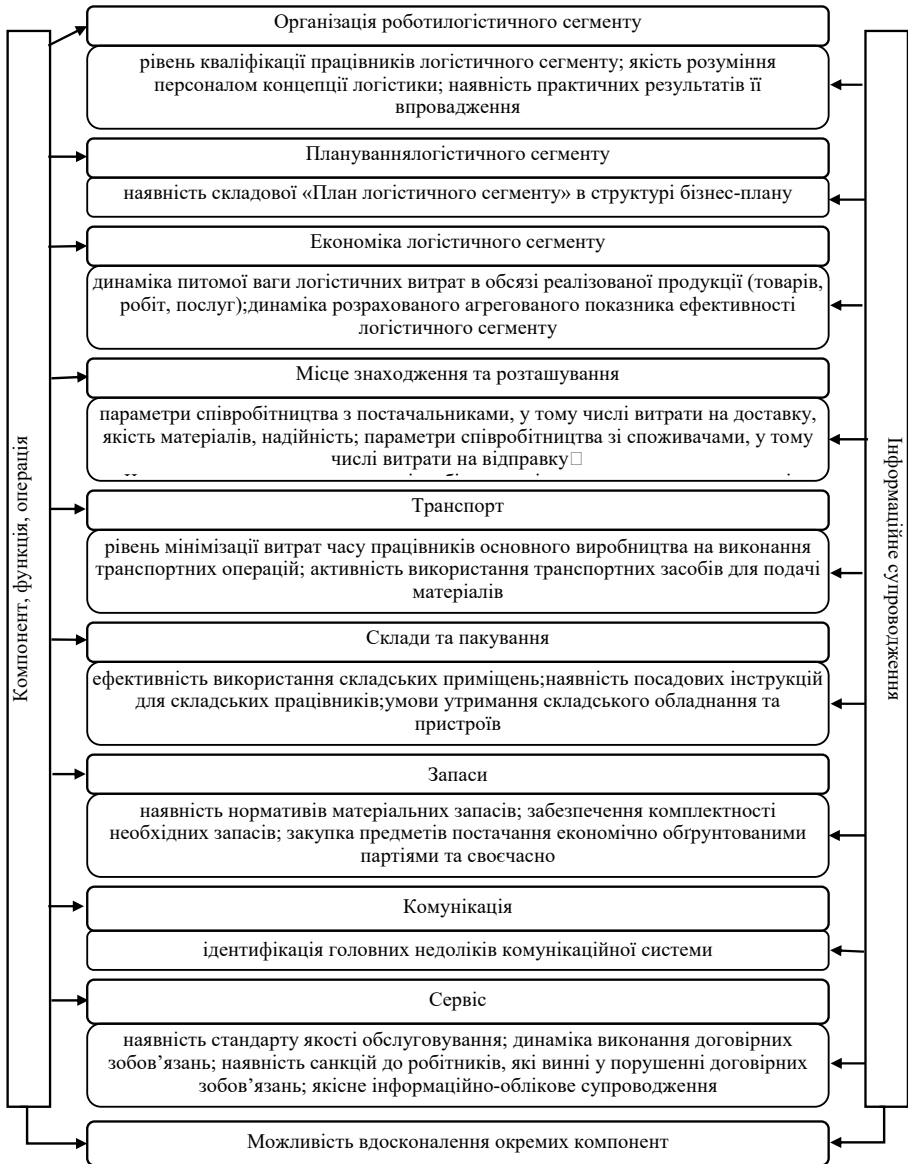 Організація роботилогістичного сегменту
рівень кваліфікації працівників логістичного сегменту; якість розуміння
персоналом концепції логістики; наявність практичних результатів її
впровадження
Плануваннялогістичного сегменту
наявність складової «План логістичного сегменту» в структурі бізнес-плану
Економіка логістичного сегменту
динаміка питомої ваги логістичних витрат в обсязі реалізованої продукції (товарів,
робіт, послуг);динаміка розрахованого агрегованого показника ефективності
логістичного сегменту
Місце знаходження та розташування
параметри співробітництва з постачальниками, у тому числі витрати на доставку,
якість матеріалів, надійність; параметри співробітництва зі споживачами, у тому
числі витрати на відправку
Транспорт
рівень мінімізації витрат часу працівників основного виробництва на виконання
транспортних операцій; активність використання транспортних засобів для подачі
матеріалів
Склади та пакування
ефективність використання складських приміщень;наявність посадових інструкцій
для складських працівників;умови утримання складського обладнання та
пристроїв
Запаси
наявність нормативів матеріальних запасів; забезпечення комплектності
необхідних запасів; закупка предметів постачання економічно обґрунтованими
партіями та своєчасно
Комунікація
ідентифікація головних недоліків комунікаційної системи
Сервіс
наявність стандарту якості обслуговування; динаміка виконання договірних
зобов’язань; наявність санкцій до робітників, які винні у порушенні договірних
зобов’язань; якісне інформаційно-облікове супроводження
Можливість вдосконалення окремих компонент
Компонент, функція, операція
Інформаційне супроводження